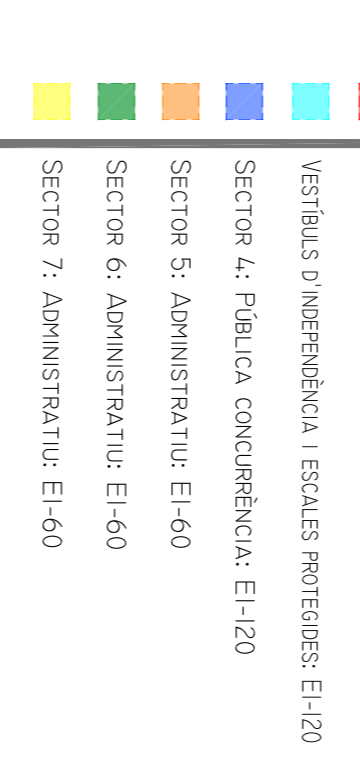 Vestíbuls d'independència i escales protegides: EI-120
Sector 4: Pública concurrència: EI-120
Sector 5: Administratiu: EI-60
Sector 6: Administratiu: EI-60
Sector 7: Administratiu: EI-60